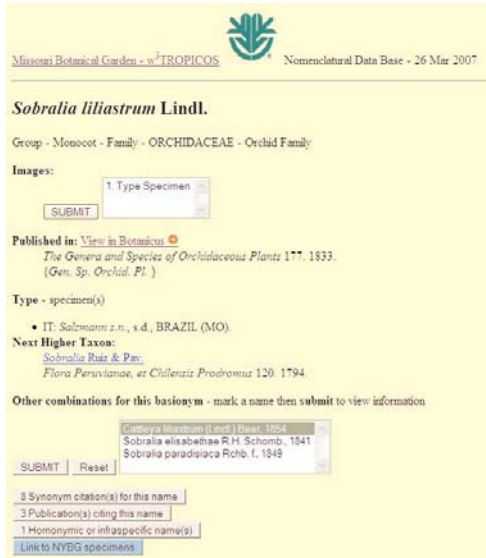 Missouri Botanical Garden - w³TROPICOS Nomenclatural Data Base - 26 Mar 2007
Sobralia liliastrum Lindl.
Group - Monocot - Family - ORCHIDACEAE - Orchid Family
Images:
1. Type Specimen
SUBMIT
Published in: View in Botanicus
The Genera and Species of Orchidaceous Plants 177. 1833.
(Gen. Sp. Orchid. Pl. )
Type - specimen(s)
• IT: Salzmann s.n., s.d., BRAZIL (MO).
Next Higher Taxon:
Sobralia Ruiz & Pav.
Flora Peruvianae, et Chilensis Prodromus 120. 1794.
Other combinations for this basionym - mark a name then submit to view information
Cattleya liliastrum (Lindl.) Beer, 1854
Sobralia elisabethae R.H. Schomb., 1841
Sobralia paradisiaca Rchb. f., 1849
SUBMIT Reset
8 Synonym citation(s) for this name
3 Publication(s) citing this name
1 Homonymic or infraspecific name(s)
Link to NYBG specimens